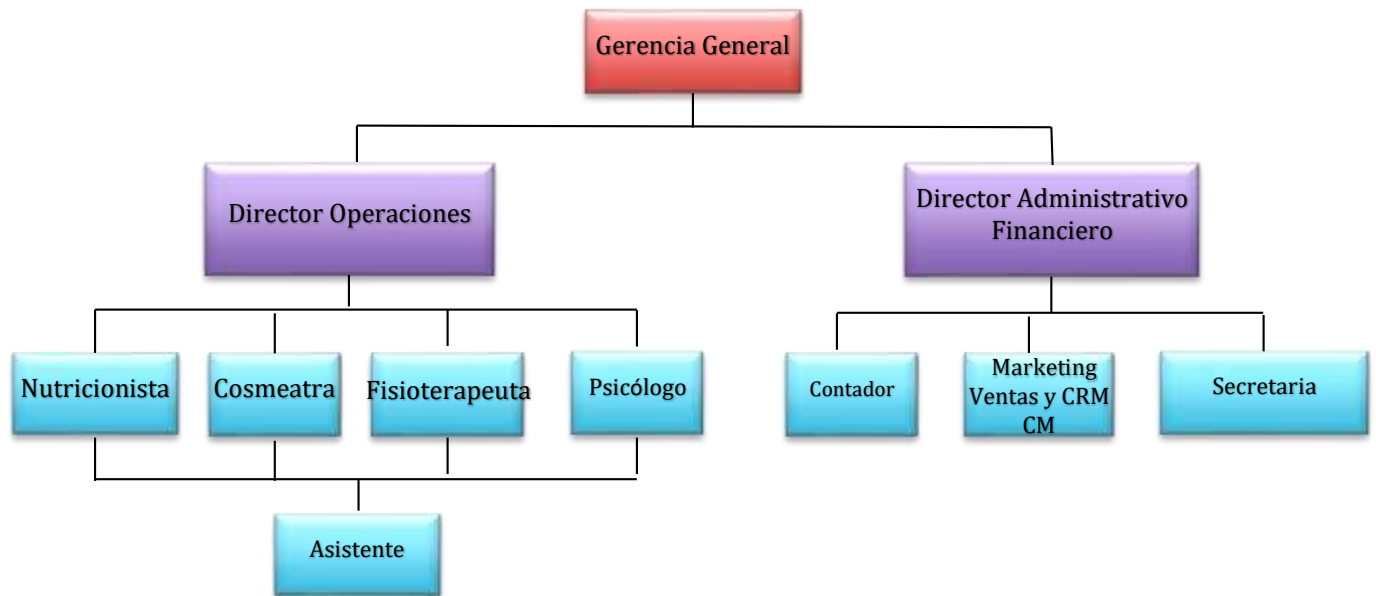 Gerencia General
Director Operaciones
Director Administrativo
Financiero
Nutricionista
Cosmeatra
Fisioterapeuta
Psicólogo
Contador
Marketing
Ventas y CRM
CM
Secretaria
Asistente